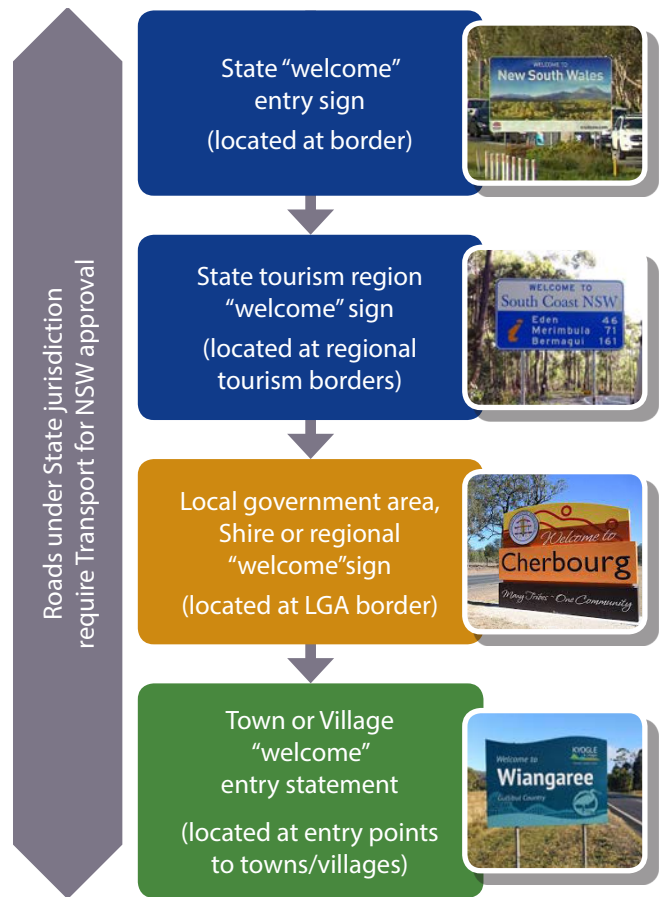 Roads under State jurisdiction
require Transport for NSW approval
State “welcome”
entry sign
(located at border)
WELCOME TO
New South Wales
State tourism region
“welcome” sign
(located at regional
tourism borders)
WELCOME TO
South Coast NSW
Eden 46
Merimbula 71
Bermagui 161
Local government area,
Shire or regional
“welcome”sign
(located at LGA border)
Welcome to
Cherbourg
Many Tribes - One Community
Town or Village
“welcome”
entry statement
(located at entry points
to towns/villages)
KYOGLE
Welcome to
Wiangaree